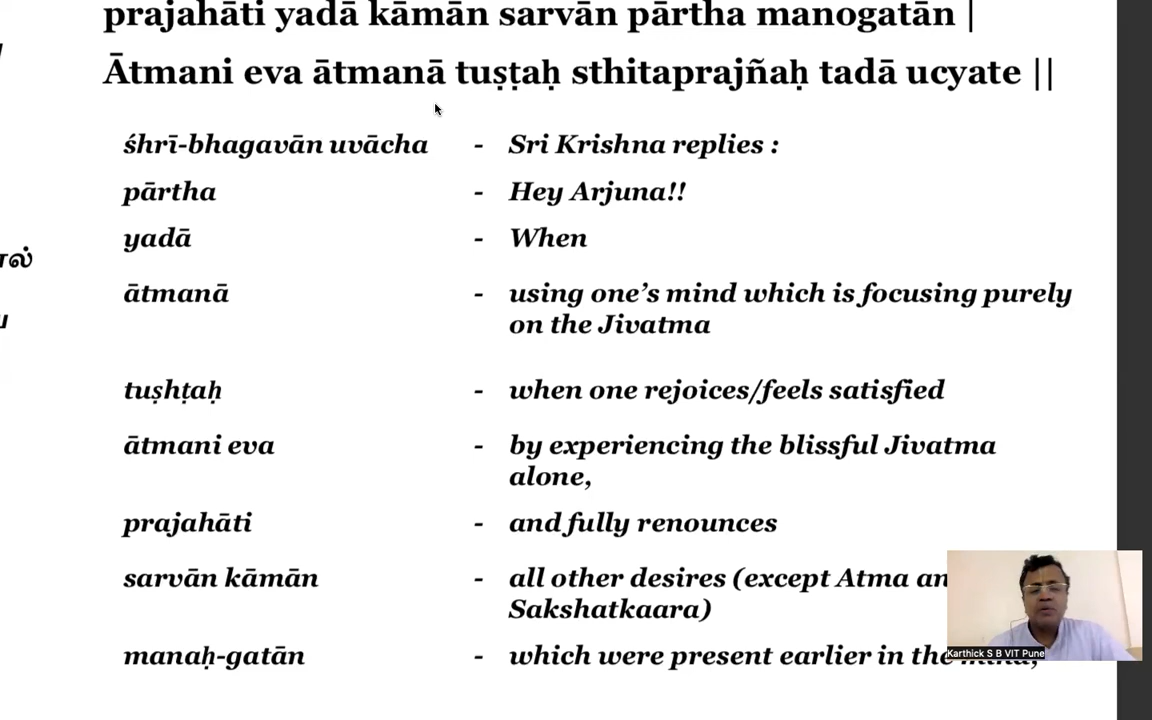 prajahāti yadā kāmān sarvān pārtha manogatān |
Ātmani eva ātmanā tuṣṭaḥ sthitaprajñaḥ tadā ucyate ||
śhrī-bhagavān uvācha - Sri Krishna replies :
pārtha - Hey Arjuna!!
yadā - When
ātmanā - using one's mind which is focusing purely
on the Jivatma
tuṣhṭaḥ - when one rejoices/feels satisfied
ātmani eva - by experiencing the blissful Jivatma
alone,
prajahāti - and fully renounces
sarvān kāmān - all other desires (except Atma
Sakshatkaara)
manaḥ-gatān - which were present earlier in the
Karthick S B VIT Pune